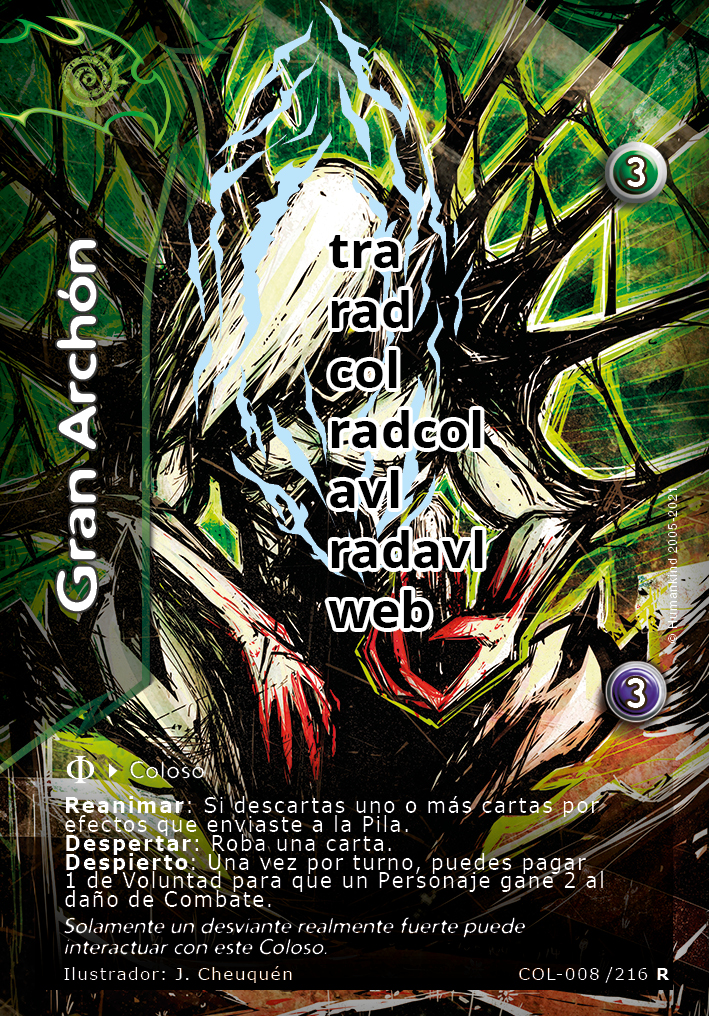 3
tra
rad
col
radcol
avl
radavl
web
Gran Archón
© Humankind 2005-2021
3
Φ ▸ Coloso
Reanimar: Si descartas uno o más cartas por
efectos que enviaste a la Pila.
Despertar: Roba una carta.
Despierto: Una vez por turno, puedes pagar
1 de Voluntad para que un Personaje gane 2 al
daño de Combate.
Solamente un desviante realmente fuerte puede
interactuar con este Coloso.
Ilustrador: J. Cheuquén COL-008 /216 R